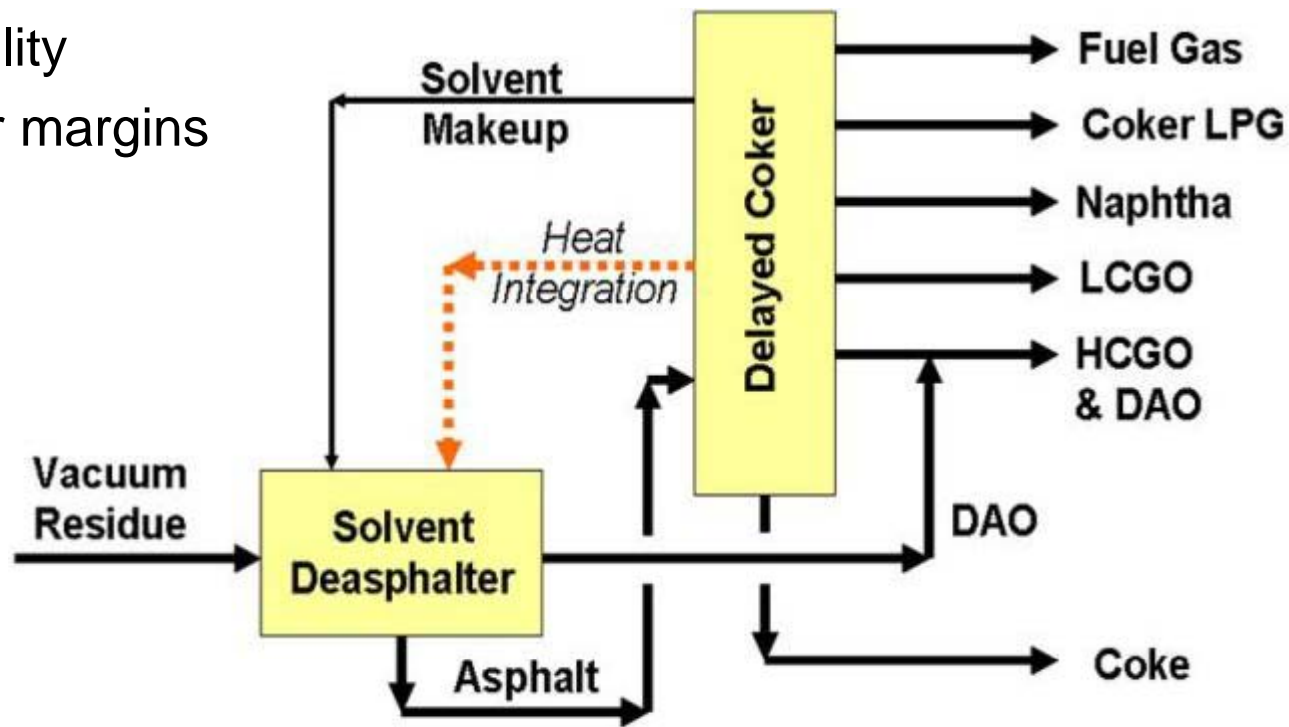 lity
r margins
Solvent
Makeup
Heat
Integration
Delayed Coker
Fuel Gas
Coker LPG
Naphtha
LCGO
HCGO
& DAO
Vacuum
Residue
Solvent
Deasphalter
DAO
Asphalt
Coke